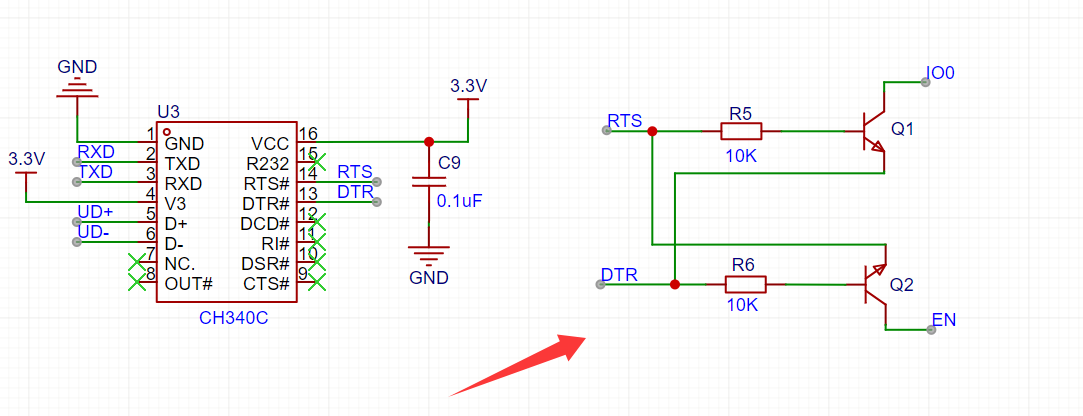 GND
3.3V
U3
1 GND
2 TXD
3 RXD
4 V3
5 D+
6 D-
7 NC.
8 OUT#
VCC 16
R232 15
RTS# 14
DTR# 13
DCD# 12
RI# 11
DSR# 10
CTS# 9
RXD
TXD
UD+
UD-
CH340C
RTS
DTR
3.3V
C9
0.1uF
GND
RTS
R5
10K
Q1
IO0
DTR
R6
10K
Q2
EN